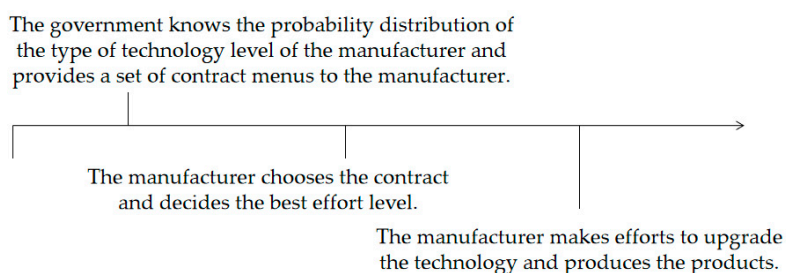 The government knows the probability distribution of
the type of technology level of the manufacturer and
provides a set of contract menus to the manufacturer.
The manufacturer chooses the contract
and decides the best effort level.
The manufacturer makes efforts to upgrade
the technology and produces the products.